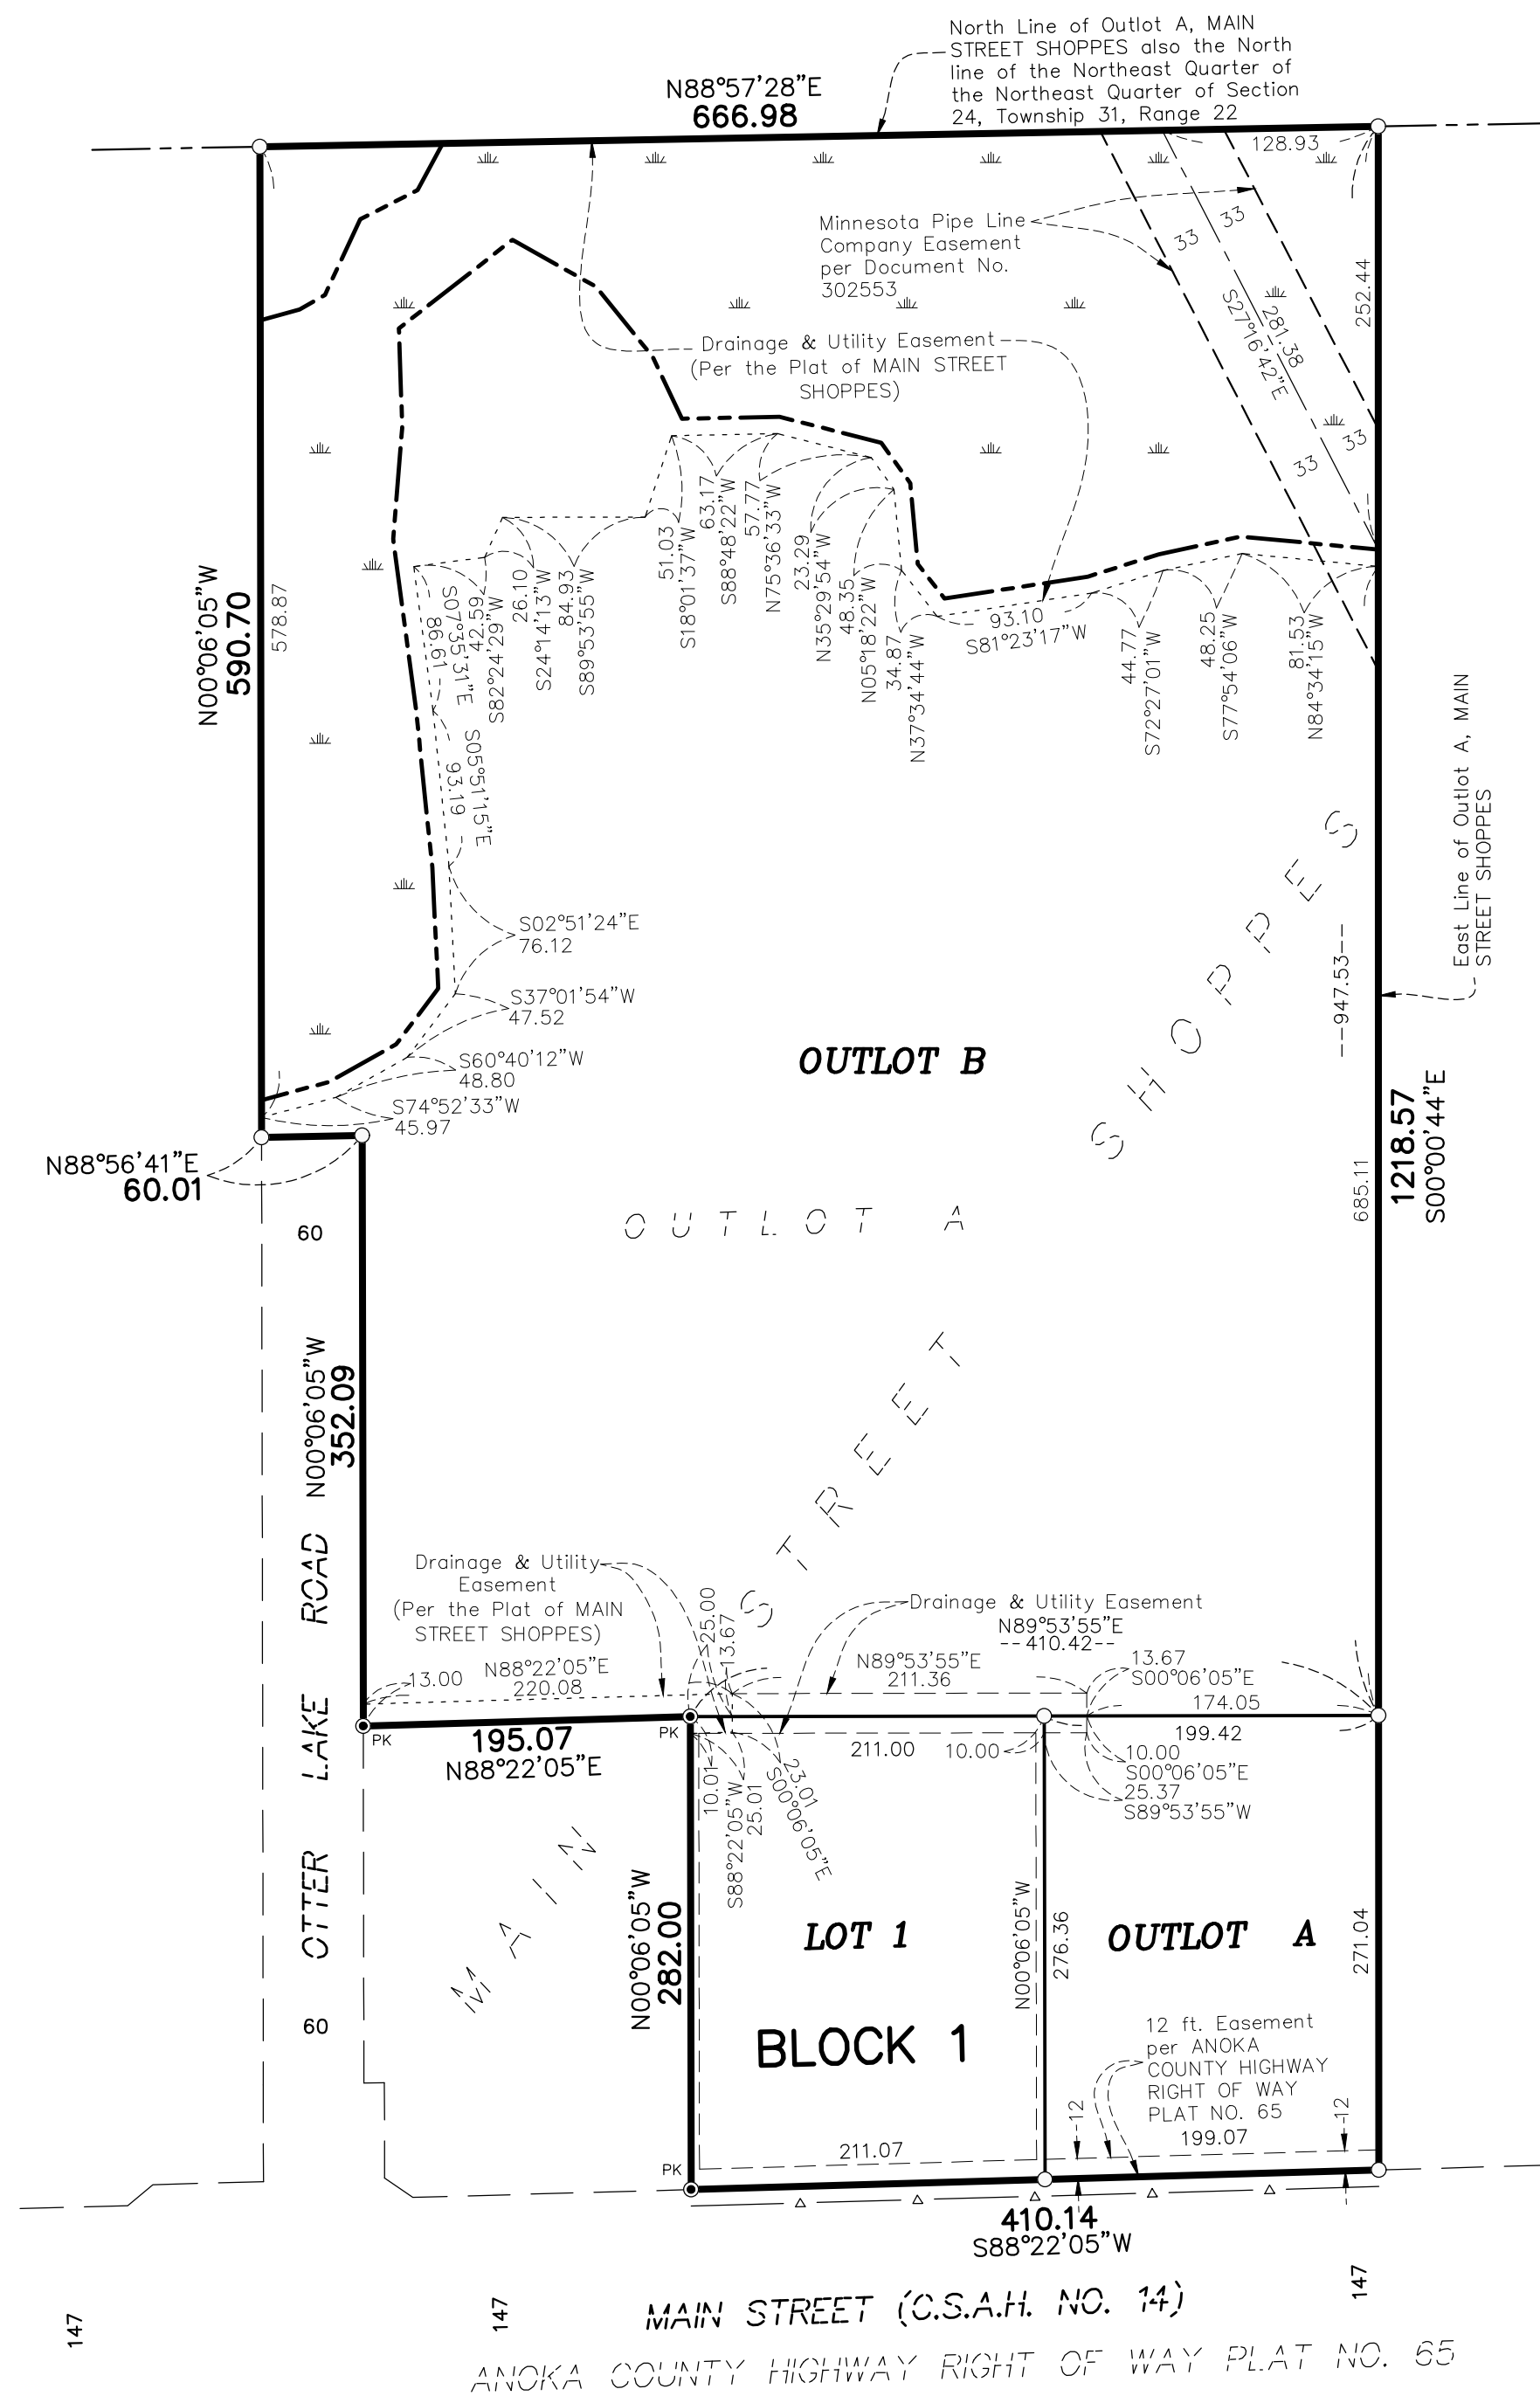 North Line of Outlot A, MAIN
STREET SHOPPES also the North
line of the Northeast Quarter of
the Northeast Quarter of Section
24, Township 31, Range 22
N88°57'28"E
666.98
128.93
Minnesota Pipe Line
Company Easement
per Document No.
302553
33
33
252.44
281.38
S27°16'42"E
33
33
Drainage & Utility Easement
(Per the Plat of MAIN STREET
SHOPPES)
N00°06'05"W
590.70
578.87
S07°35'31"E
86.61
65.24
S82°24'29"W
26.10
S24°14'13"W
84.93
S89°53'55"W
51.03
S18°01'37"W
63.17
S88°48'22"W
57.77
N75°36'33"W
23.29
N35°29'54"W
48.35
N05°18'22"W
34.87
N37°34'44"W
93.10
S81°23'17"W
44.77
S72°27'01"W
48.25
S77°54'06"W
81.53
N84°34'15"W
S05°51'15"E
93.19
East Line of Outlot A, MAIN
STREET SHOPPES
--947.53--
S02°51'24"E
76.12
S37°01'54"W
47.52
S60°40'12"W
48.80
S74°52'33"W
45.97
OUTLOT B
N88°56'41"E
60.01
1218.57
S00°00'44"E
685.11
60
OUTLOT A
MAIN STREET SHOPPES
N00°06'05"W
352.09
OTTER LAKE ROAD
60
Drainage & Utility
Easement
(Per the Plat of MAIN
STREET SHOPPES)
25.00
13.67
Drainage & Utility Easement
N89°53'55"E
--410.42--
13.00
N88°22'05"E
220.08
N89°53'55"E
211.36
13.67
S00°06'05"E
174.05
PK
195.07
N88°22'05"E
PK
211.00
10.00
199.42
10.00
S00°06'05"E
25.37
S89°53'55"W
10.01
S88°22'05"W
25.01
23.01
S00°06'05"E
N00°06'05"W
282.00
LOT 1
BLOCK 1
N00°06'05"W
276.36
OUTLOT A
271.04
12 ft. Easement
per ANOKA
COUNTY HIGHWAY
RIGHT OF WAY
PLAT NO. 65
12
12
199.07
211.07
PK
410.14
S88°22'05"W
147
147
147
MAIN STREET (C.S.A.H. NO. 14)
ANOKA COUNTY HIGHWAY RIGHT OF WAY PLAT NO. 65